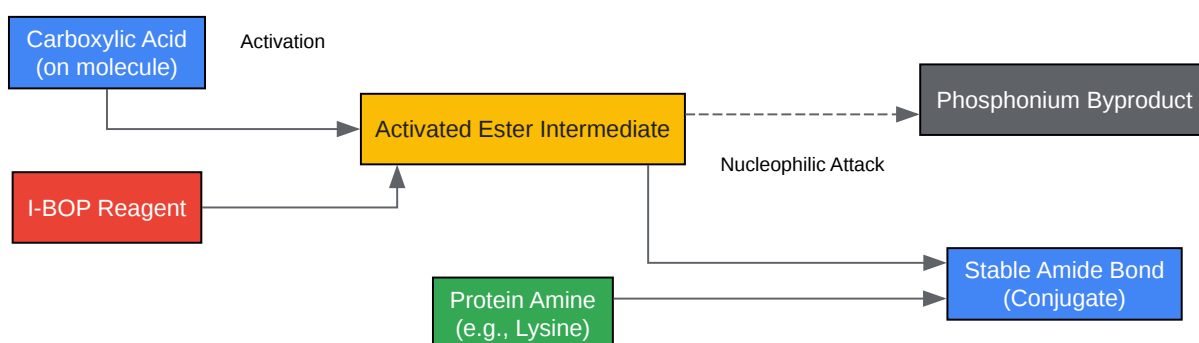 Carboxylic Acid
(on molecule)
Activation
Activated Ester Intermediate
Phosphonium Byproduct
Nucleophilic Attack
I-BOP Reagent
Protein Amine
(e.g., Lysine)
Stable Amide Bond
(Conjugate)